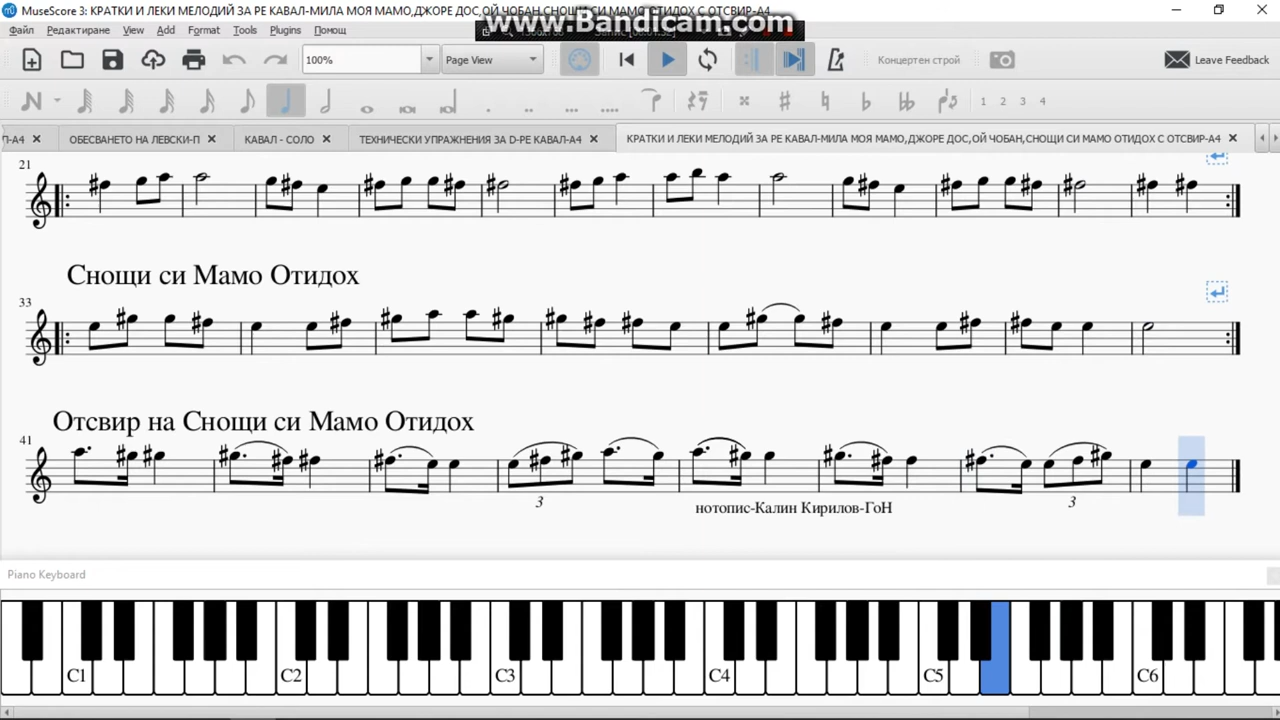 MuseScore 3: КРАТКИ И ЛЕКИ МЕЛОДИЙ ЗА РЕ КАВАЛ-МИЛА МОЯ МАМО,ДЖОРЕ ДОС,ОЙ ЧОБАН,СНОЩИ СИ МАМО ОТИДОХ С ОТСВИР-А4
www.Bandicam.com
Файл Редактиране View Add Format Tools Plugins Помощ
100% Page View Концертен строй Leave Feedback
1 2 3 4
П-А4 ОБЕСВАНЕТО НА ЛЕВСКИ-П КАВАЛ - СОЛО ТЕХНИЧЕСКИ УПРАЖНЕНИЯ ЗА D-РЕ КАВАЛ-А4 КРАТКИ И ЛЕКИ МЕЛОДИЙ ЗА РЕ КАВАЛ-МИЛА МОЯ МАМО,ДЖОРЕ ДОС,ОЙ ЧОБАН,СНОЩИ СИ МАМО ОТИДОХ С ОТСВИР-А4
21
Снощи си Мамо Отидох
33
Отсвир на Снощи си Мамо Отидох
41
3 3
нотопис-Калин Кирилов-ГоН
Piano Keyboard
C1 C2 C3 C4 C5 C6